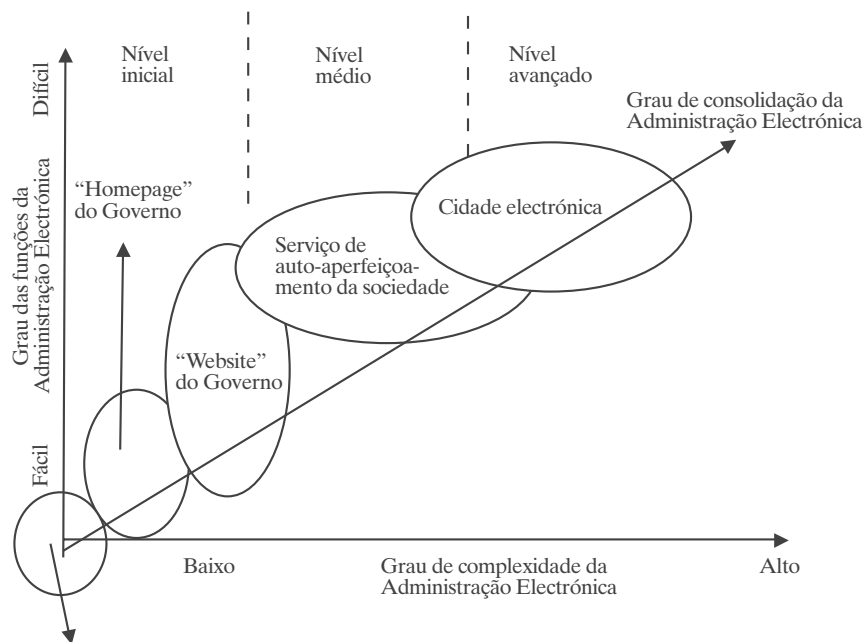 Nível
inicial
Nível
médio
Nível
avançado
Grau de consolidação da
Administração Electrónica
Difícil
Grau das funções da
Administração Electrónica
Fácil
“Homepage”
do Governo
Cidade electrónica
Serviço de
auto-aperfeiçoa-
mento da sociedade
“Website”
do Governo
Baixo
Grau de complexidade da
Administração Electrónica
Alto